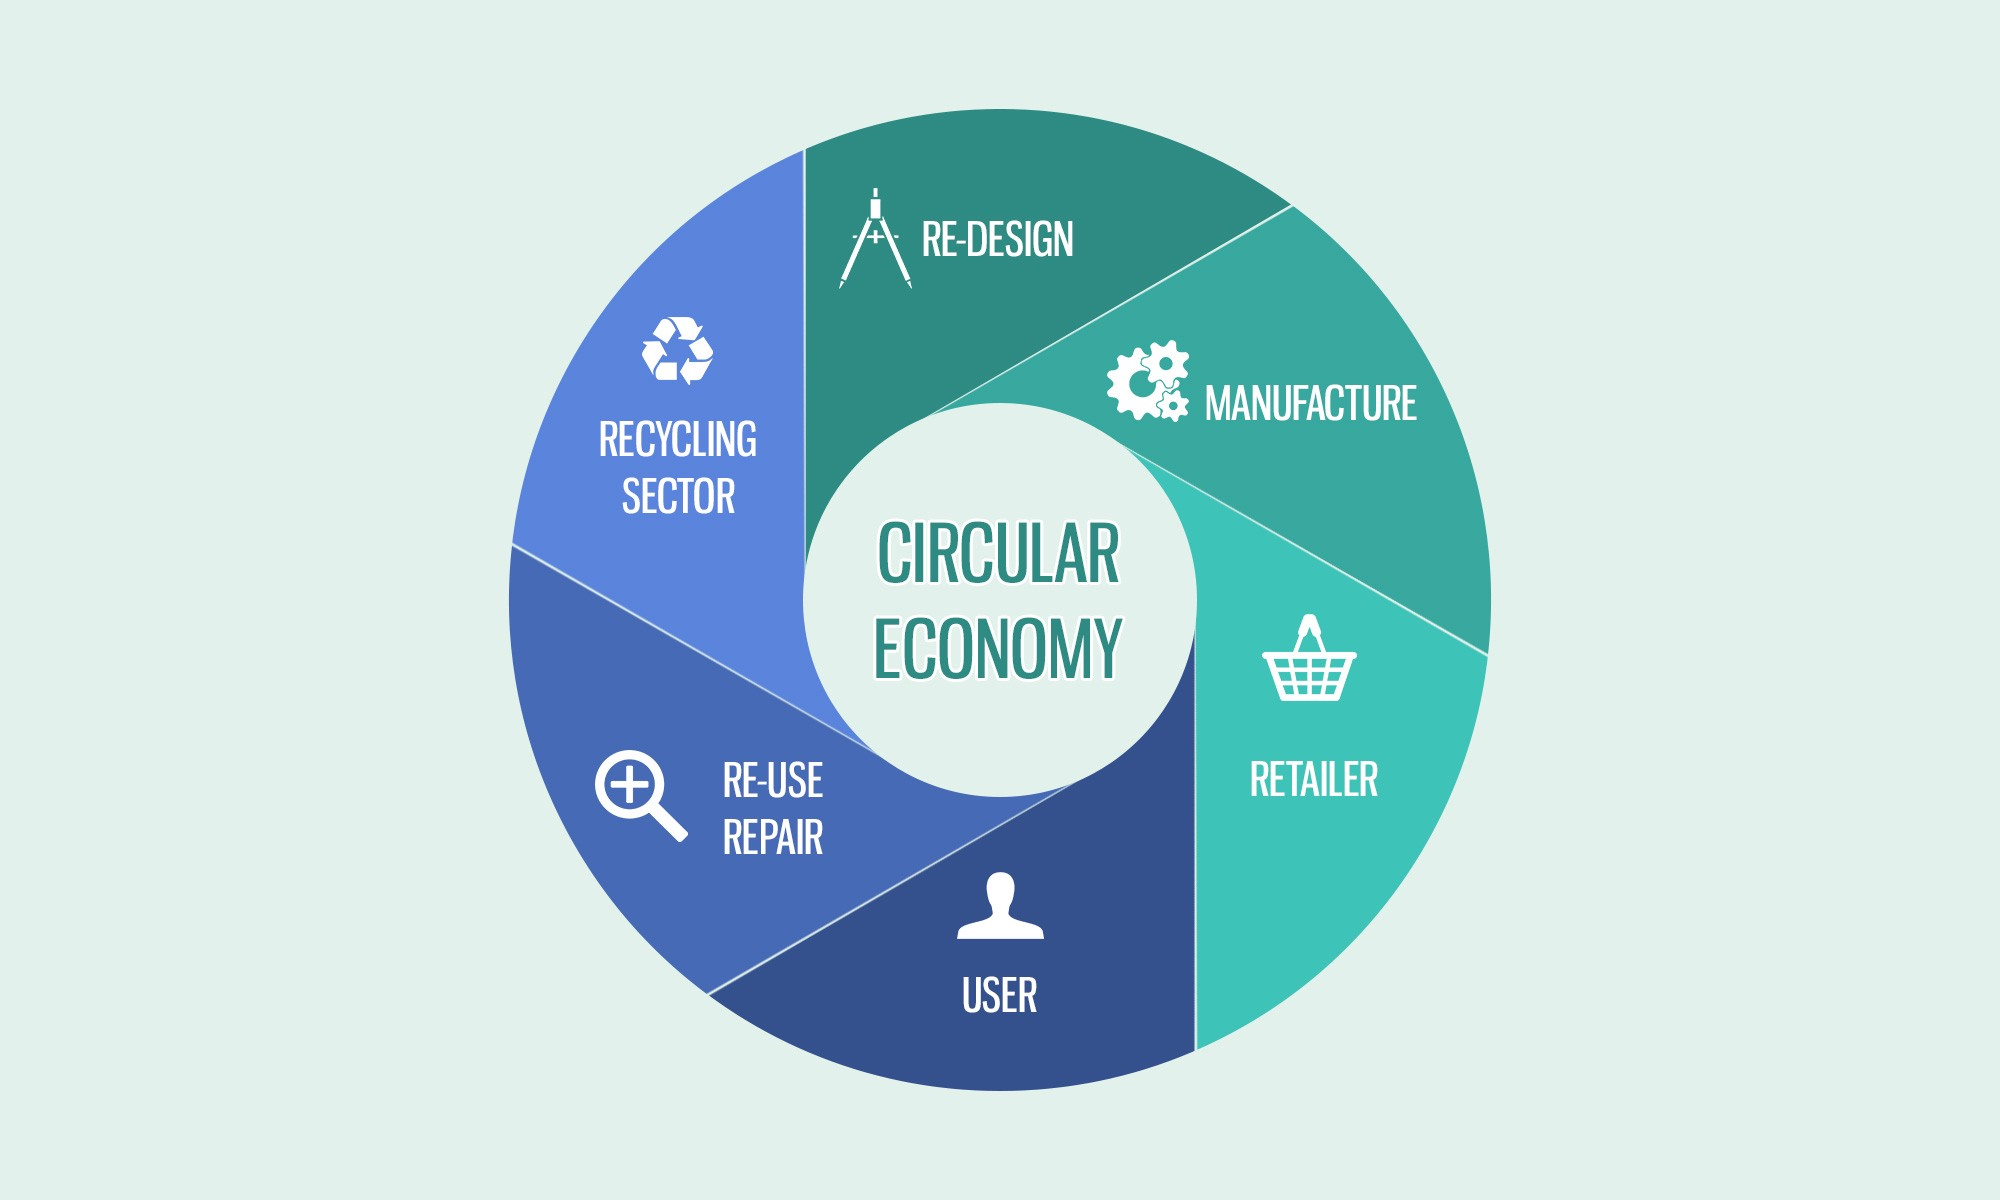 RE-DESIGN
MANUFACTURE
RETAILER
USER
RE-USE
REPAIR
RECYCLING
SECTOR
CIRCULAR
ECONOMY